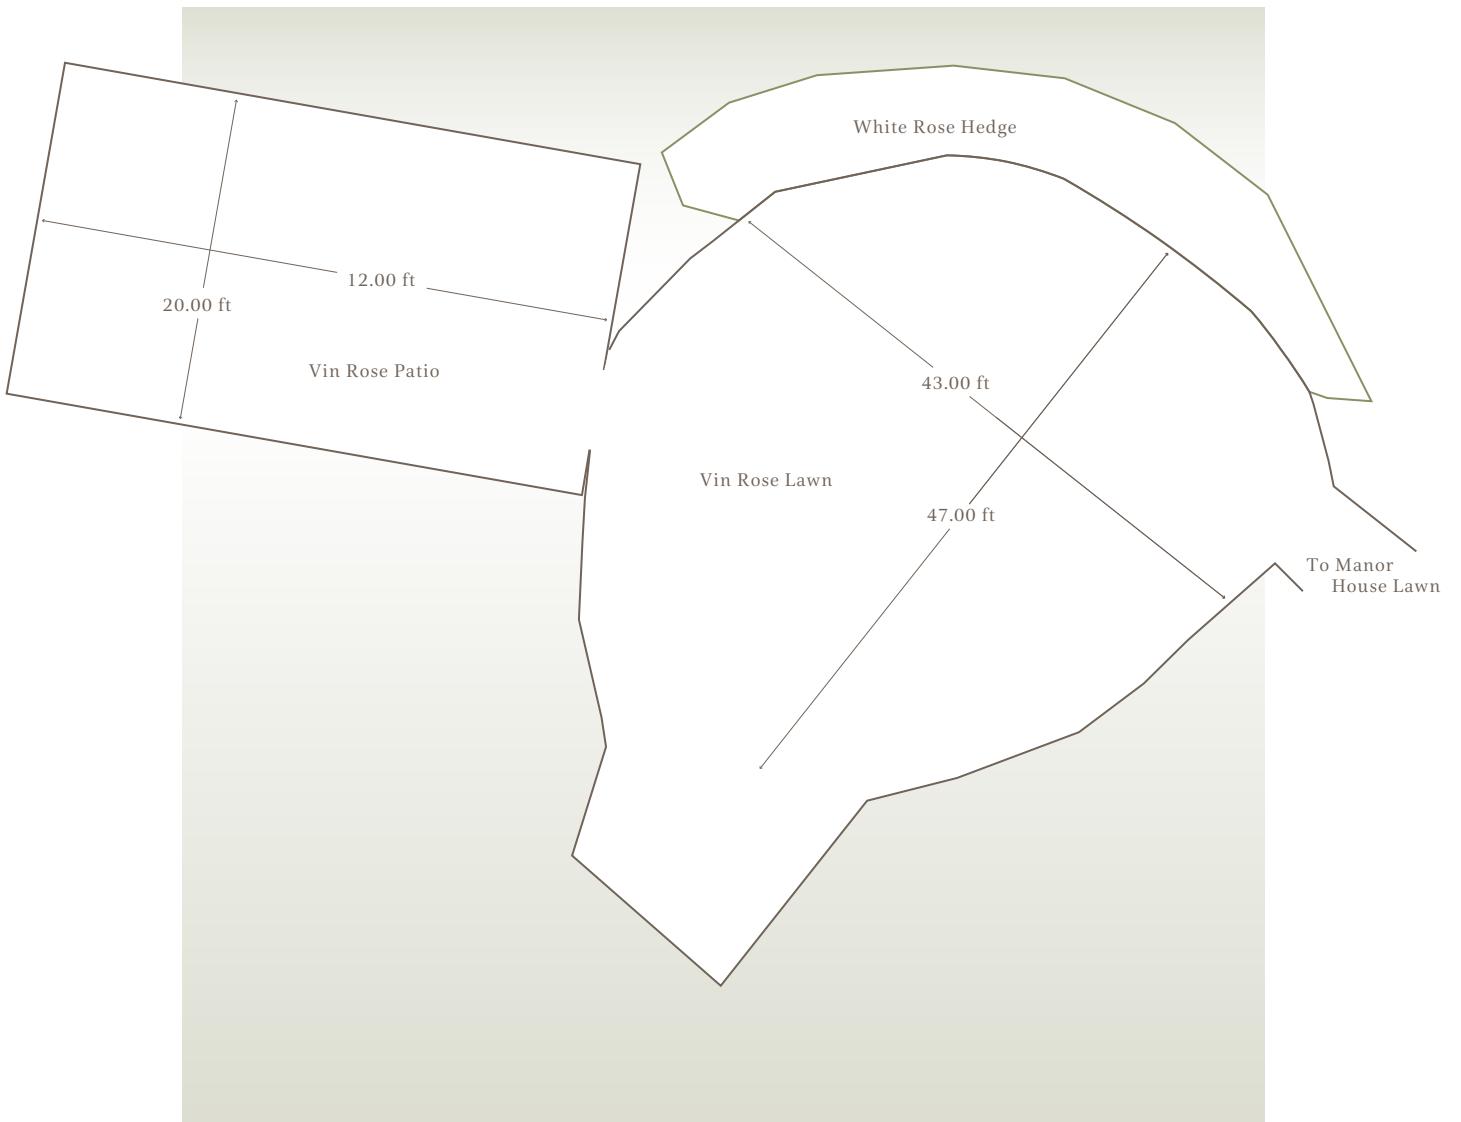 White Rose Hedge
12.00 ft
20.00 ft
Vin Rose Patio
43.00 ft
Vin Rose Lawn
47.00 ft
To Manor
House Lawn